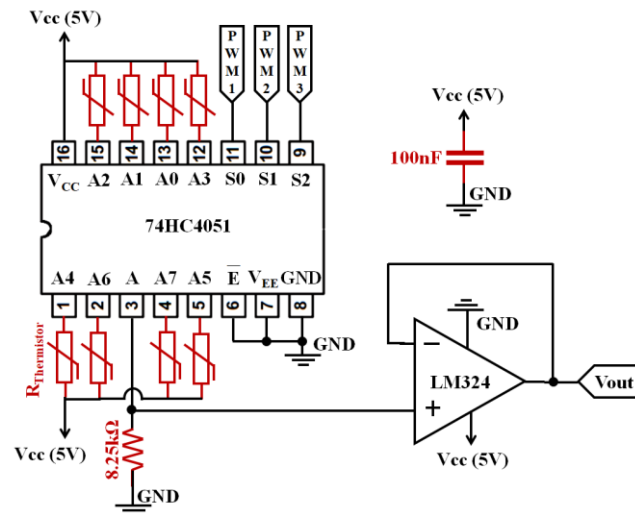 Vcc (5V)
PWM1 PWM2 PWM3
Vcc (5V)
100nF
GND
16 15 14 13 12 11 10 9
VCC A2 A1 A0 A3 S0 S1 S2
74HC4051
A4 A6 A A7 A5 E VEE GND
1 2 3 4 5 6 7 8
RThermistor
GND
GND
−
LM324
+
Vout
Vcc (5V)
8.25kΩ
Vcc (5V)
GND